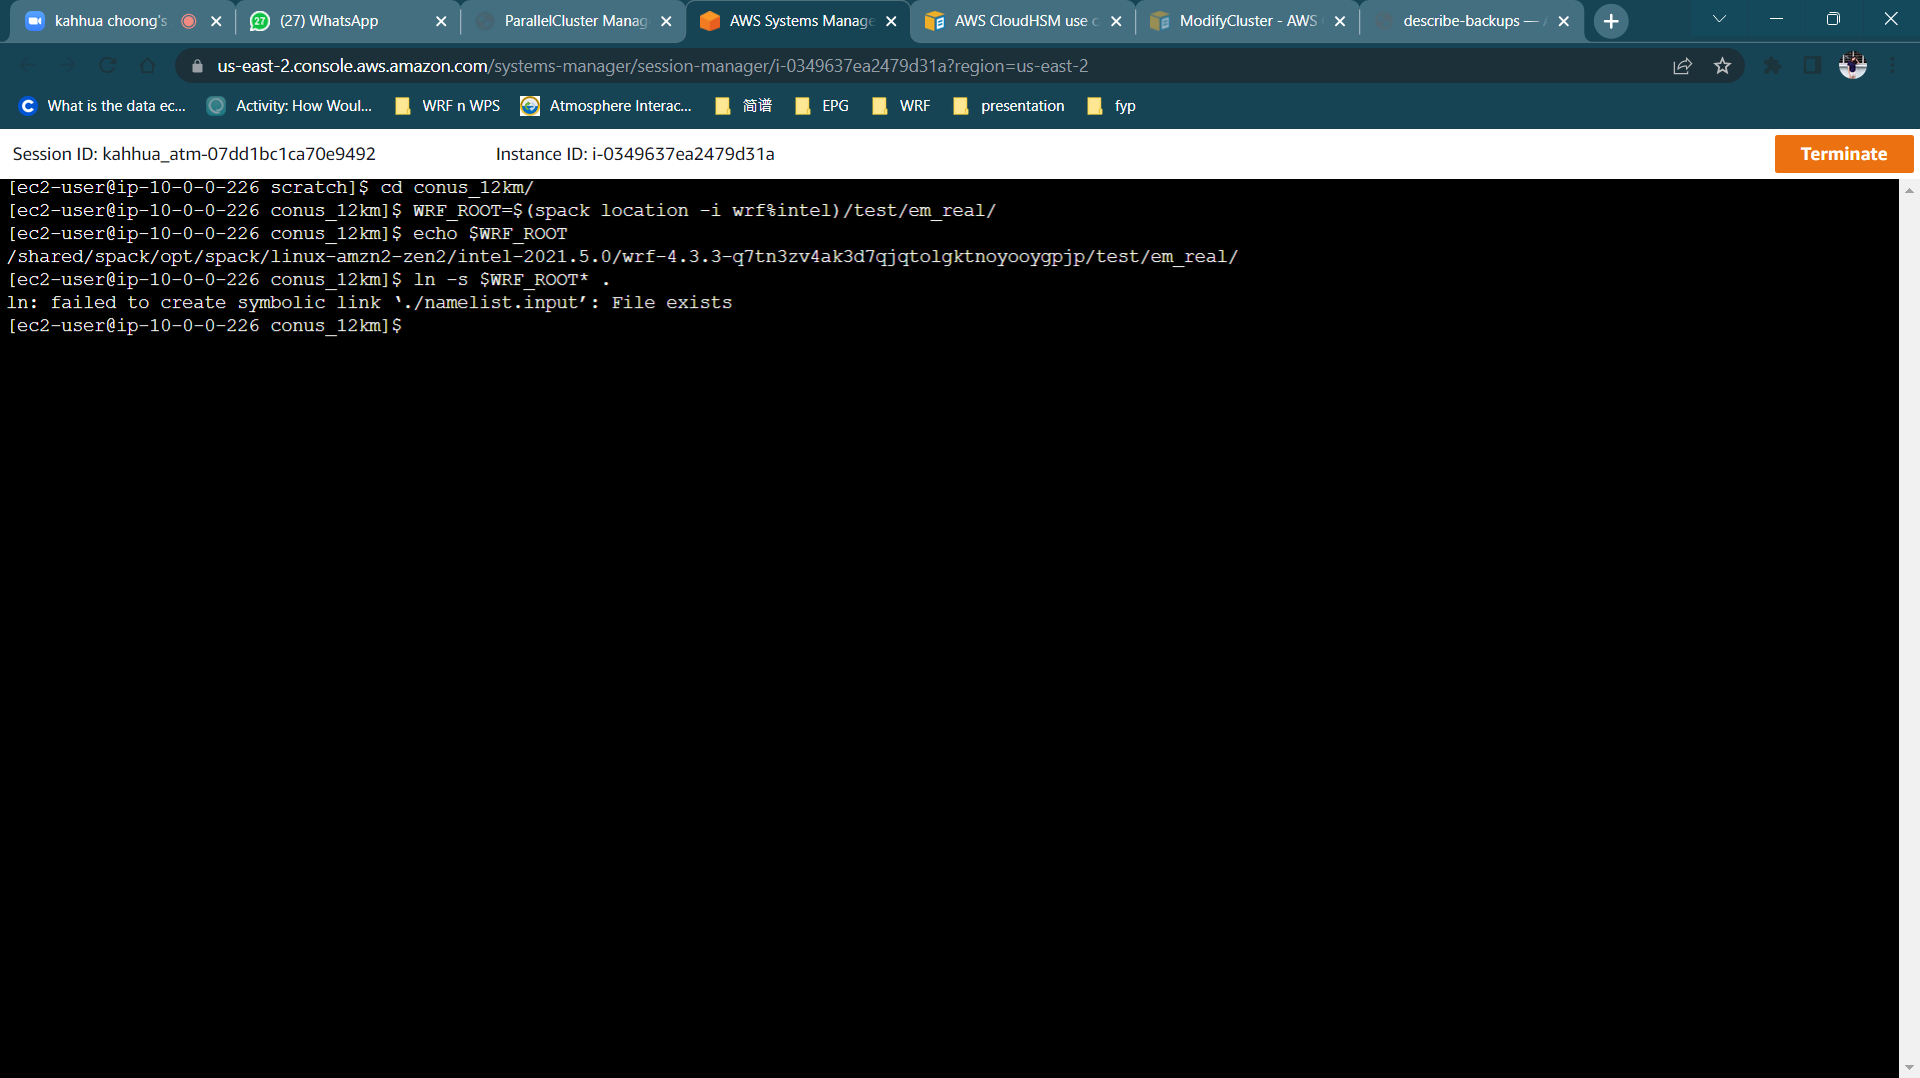 kahhua choong's
(27) WhatsApp
ParallelCluster Manag
AWS Systems Manage
AWS CloudHSM use c
ModifyCluster - AWS
describe-backups —
us-east-2.console.aws.amazon.com/systems-manager/session-manager/i-0349637ea2479d31a?region=us-east-2
What is the data ec...
Activity: How Woul...
WRF n WPS
Atmosphere Interac...
简谱
EPG
WRF
presentation
fyp
Session ID: kahhua_atm-07dd1bc1ca70e9492
Instance ID: i-0349637ea2479d31a
Terminate
[ec2-user@ip-10-0-0-226 scratch]$ cd conus_12km/
[ec2-user@ip-10-0-0-226 conus_12km]$ WRF_ROOT=$(spack location -i wrf%intel)/test/em_real/
[ec2-user@ip-10-0-0-226 conus_12km]$ echo $WRF_ROOT
/shared/spack/opt/spack/linux-amzn2-zen2/intel-2021.5.0/wrf-4.3.3-q7tn3zv4ak3d7qjqtolgktnoyooygpjp/test/em_real/
[ec2-user@ip-10-0-0-226 conus_12km]$ ln -s $WRF_ROOT* .
ln: failed to create symbolic link ‘./namelist.input’: File exists
[ec2-user@ip-10-0-0-226 conus_12km]$